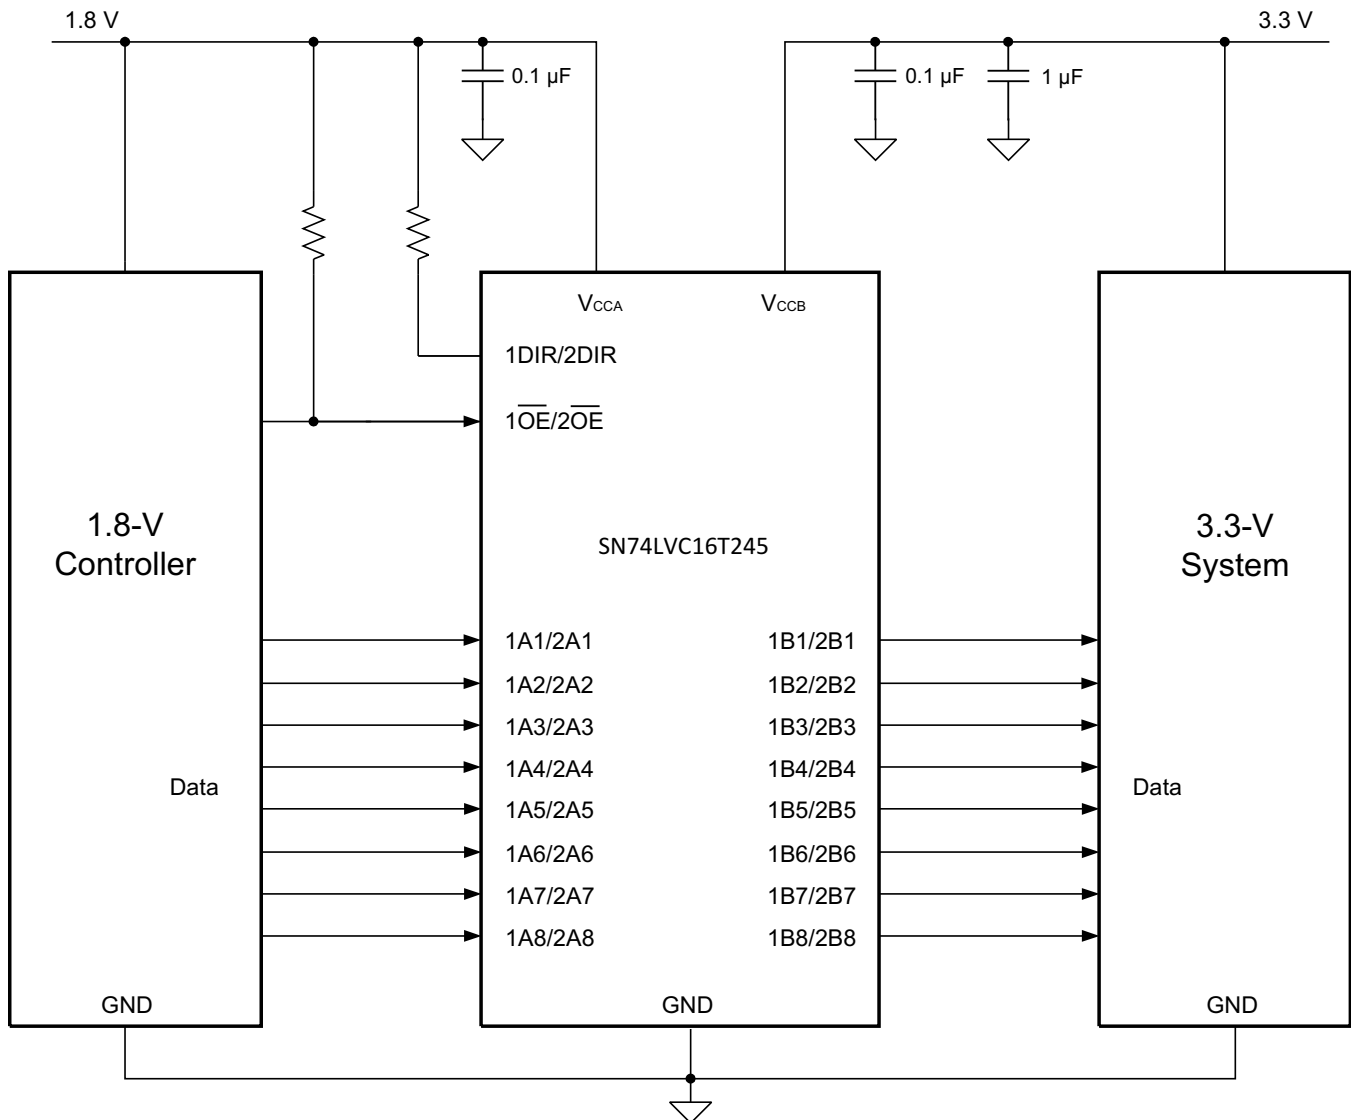 1.8 V
3.3 V
0.1 µF
0.1 µF
1 µF
VCCA
VCCB
1DIR/2DIR
1O̅E̅/2O̅E̅
1.8-V
Controller
SN74LVC16T245
3.3-V
System
1A1/2A1
1B1/2B1
1A2/2A2
1B2/2B2
1A3/2A3
1B3/2B3
1A4/2A4
1B4/2B4
Data
Data
1A5/2A5
1B5/2B5
1A6/2A6
1B6/2B6
1A7/2A7
1B7/2B7
1A8/2A8
1B8/2B8
GND
GND
GND